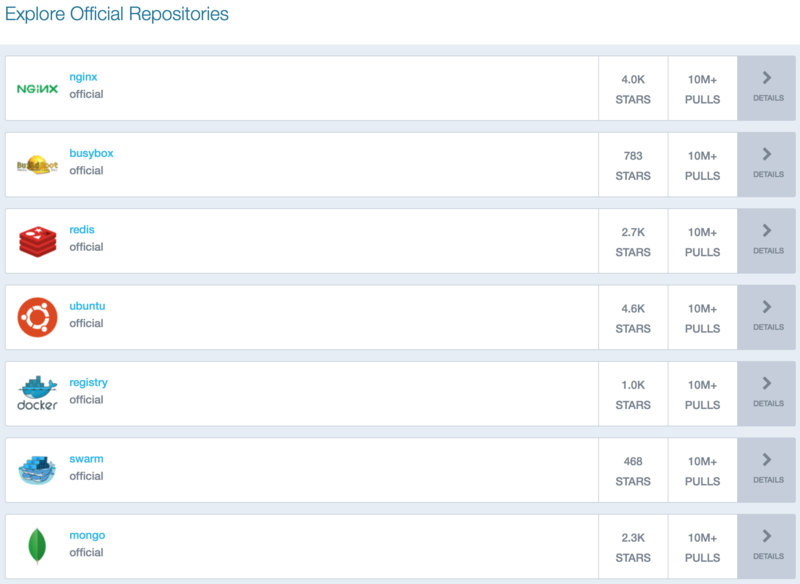 Explore Official Repositories
NGINX
nginx
official
4.0K
STARS
10M+
PULLS
DETAILS
busybox
official
783
STARS
10M+
PULLS
DETAILS
redis
official
2.7K
STARS
10M+
PULLS
DETAILS
ubuntu
official
4.6K
STARS
10M+
PULLS
DETAILS
docker
registry
official
1.0K
STARS
10M+
PULLS
DETAILS
swarm
official
468
STARS
10M+
PULLS
DETAILS
mongo
official
2.3K
STARS
10M+
PULLS
DETAILS